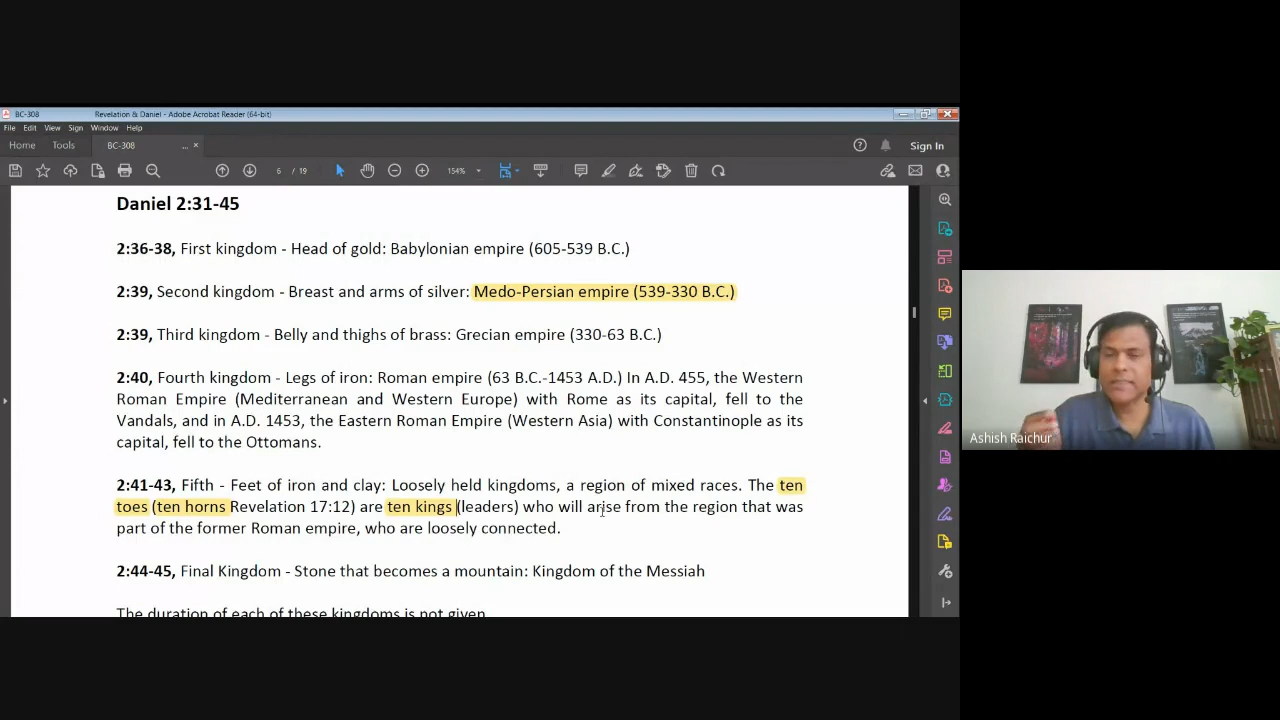 BC-308 Revelation & Daniel - Adobe Acrobat Reader (64-bit)
File Edit View Sign Window Help
Home Tools BC-308 ... × Sign In
6 / 19 154%
Daniel 2:31-45
2:36-38, First kingdom - Head of gold: Babylonian empire (605-539 B.C.)
2:39, Second kingdom - Breast and arms of silver: Medo-Persian empire (539-330 B.C.)
2:39, Third kingdom - Belly and thighs of brass: Grecian empire (330-63 B.C.)
2:40, Fourth kingdom - Legs of iron: Roman empire (63 B.C.-1453 A.D.) In A.D. 455, the Western
Roman Empire (Mediterranean and Western Europe) with Rome as its capital, fell to the
Vandals, and in A.D. 1453, the Eastern Roman Empire (Western Asia) with Constantinople as its
capital, fell to the Ottomans.
2:41-43, Fifth - Feet of iron and clay: Loosely held kingdoms, a region of mixed races. The ten
toes (ten horns Revelation 17:12) are ten kings (leaders) who will arise from the region that was
part of the former Roman empire, who are loosely connected.
2:44-45, Final Kingdom - Stone that becomes a mountain: Kingdom of the Messiah
The duration of each of these kingdoms is not given
Ashish Raichur